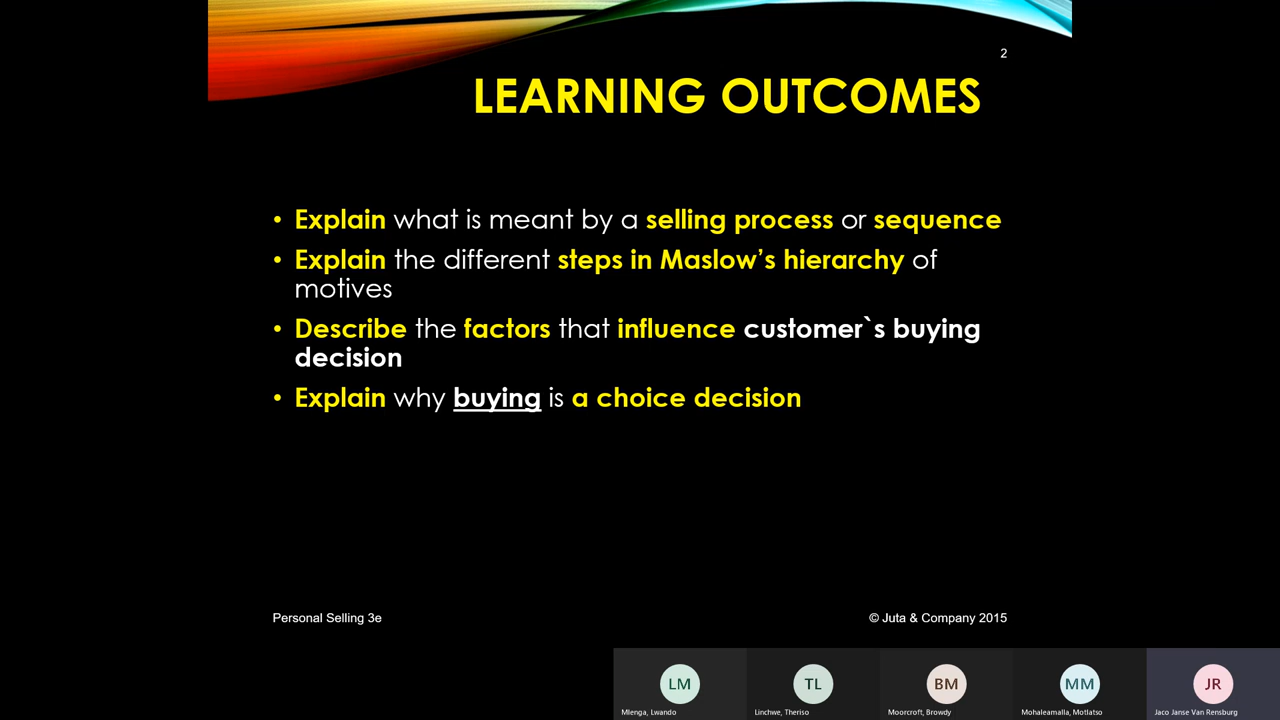 2
LEARNING OUTCOMES
• Explain what is meant by a selling process or sequence
• Explain the different steps in Maslow’s hierarchy of
motives
• Describe the factors that influence customer`s buying
decision
• Explain why buying is a choice decision
Personal Selling 3e
© Juta & Company 2015
LM
TL
BM
MM
JR
Mlenga, Lwando
Linchwe, Theriso
Moorcroft, Browdy
Mohaleamalla, Motlatso
Jaco Janse Van Rensburg